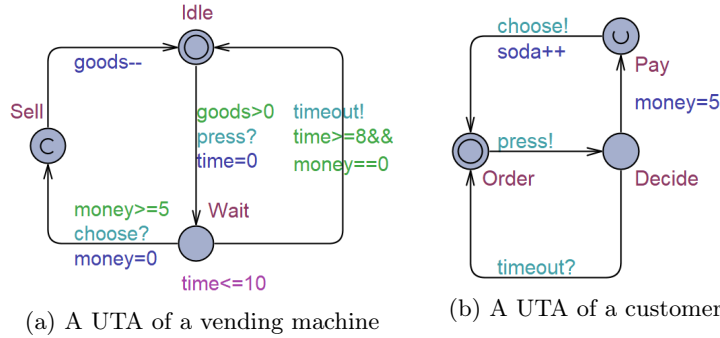 Idle
goods--
Sell
goods>0
press?
time=0
timeout!
time>=8&&
money==0
money>=5
choose?
money=0
Wait
time<=10
(a) A UTA of a vending machine
choose!
soda++
Pay
money=5
press!
Order
Decide
timeout?
(b) A UTA of a customer